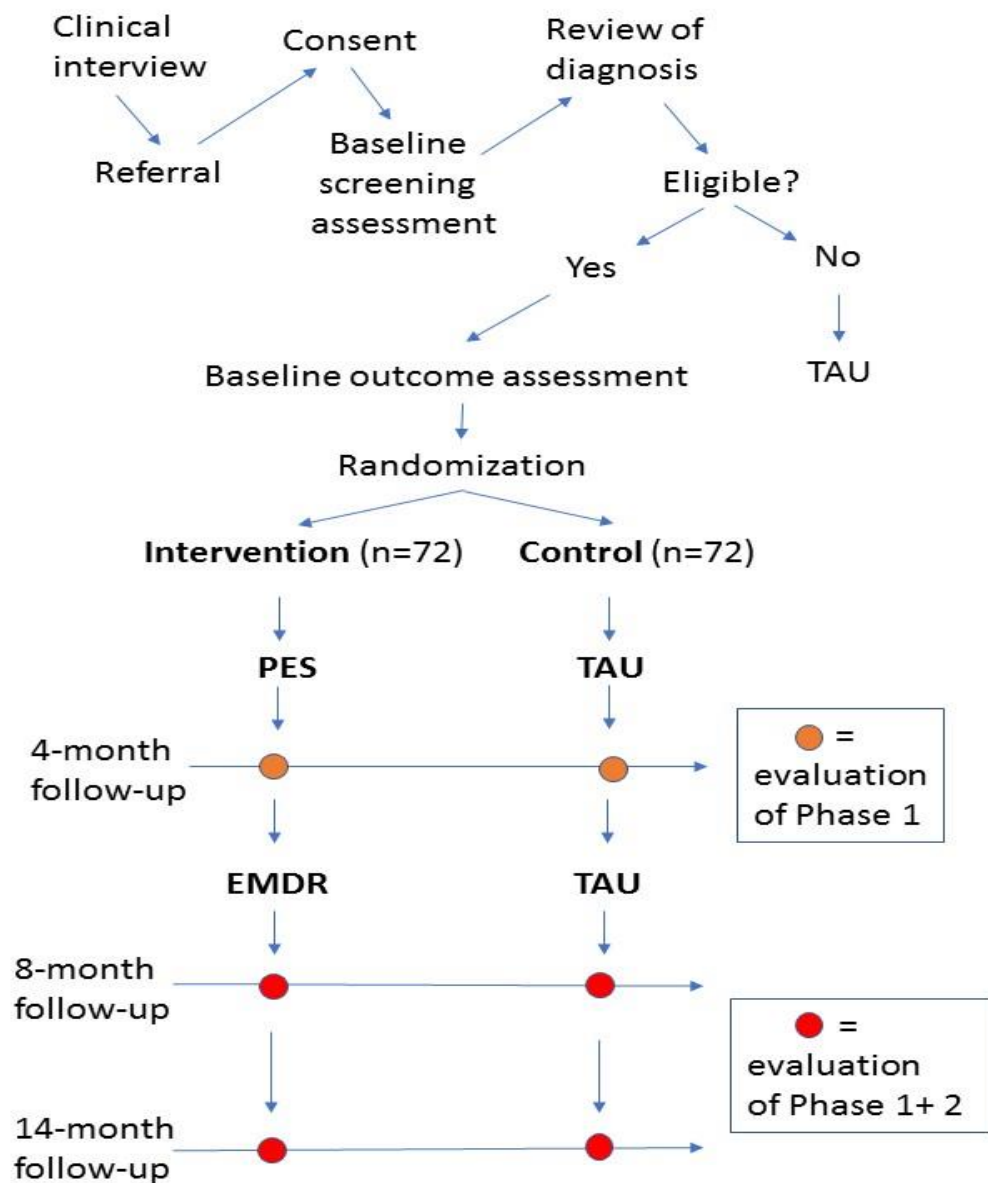 Clinical
interview
Referral
Consent
Baseline
screening
assessment
Review of
diagnosis
Eligible?
Yes
No
TAU
Baseline outcome assessment
Randomization
Intervention (n=72)
Control (n=72)
PES
TAU
4-month
follow-up
=
evaluation
of Phase 1
EMDR
TAU
8-month
follow-up
=
evaluation
of Phase 1+ 2
14-month
follow-up